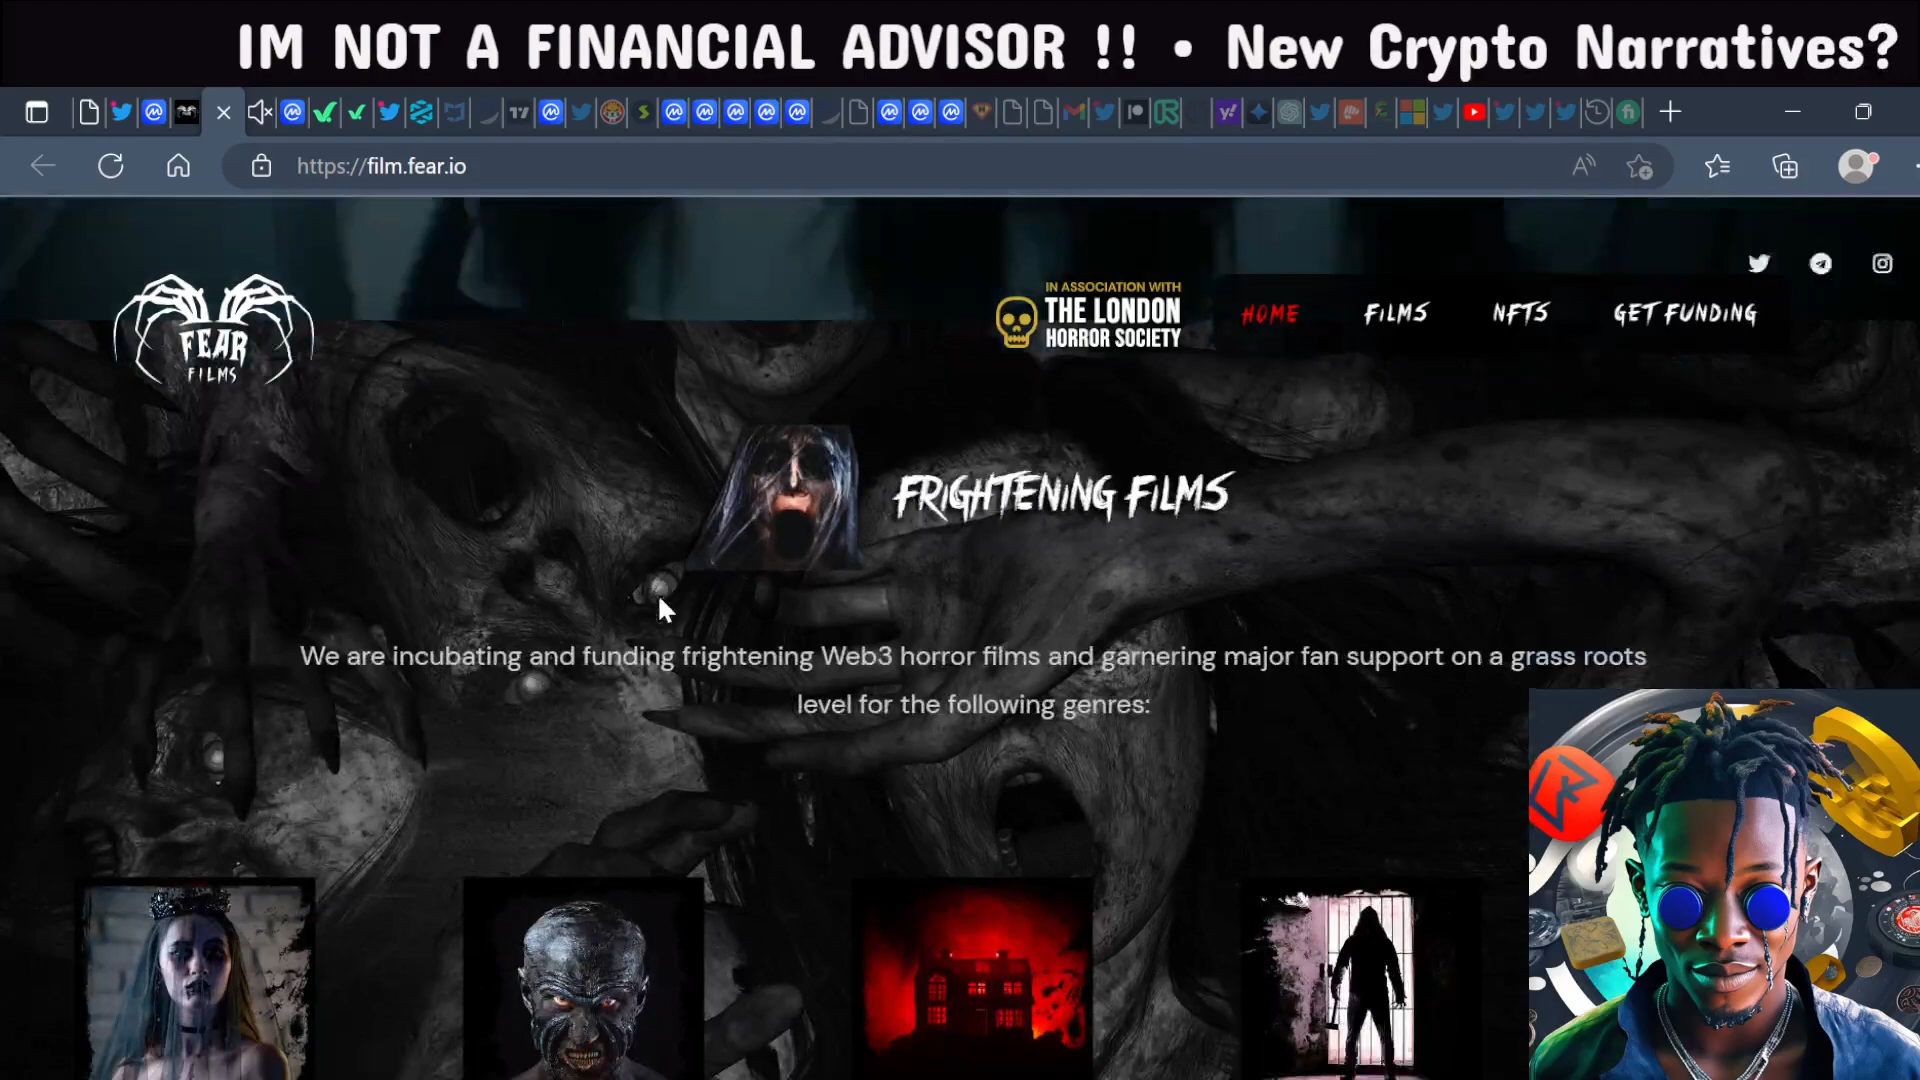 IM NOT A FINANCIAL ADVISOR !! • New Crypto Narratives?
https://film.fear.io
FEAR
FILMS
IN ASSOCIATION WITH
THE LONDON
HORROR SOCIETY
HOME
FILMS
NFTS
GET FUNDING
FRIGHTENING FILMS
We are incubating and funding frightening Web3 horror films and garnering major fan support on a grass roots
level for the following genres: